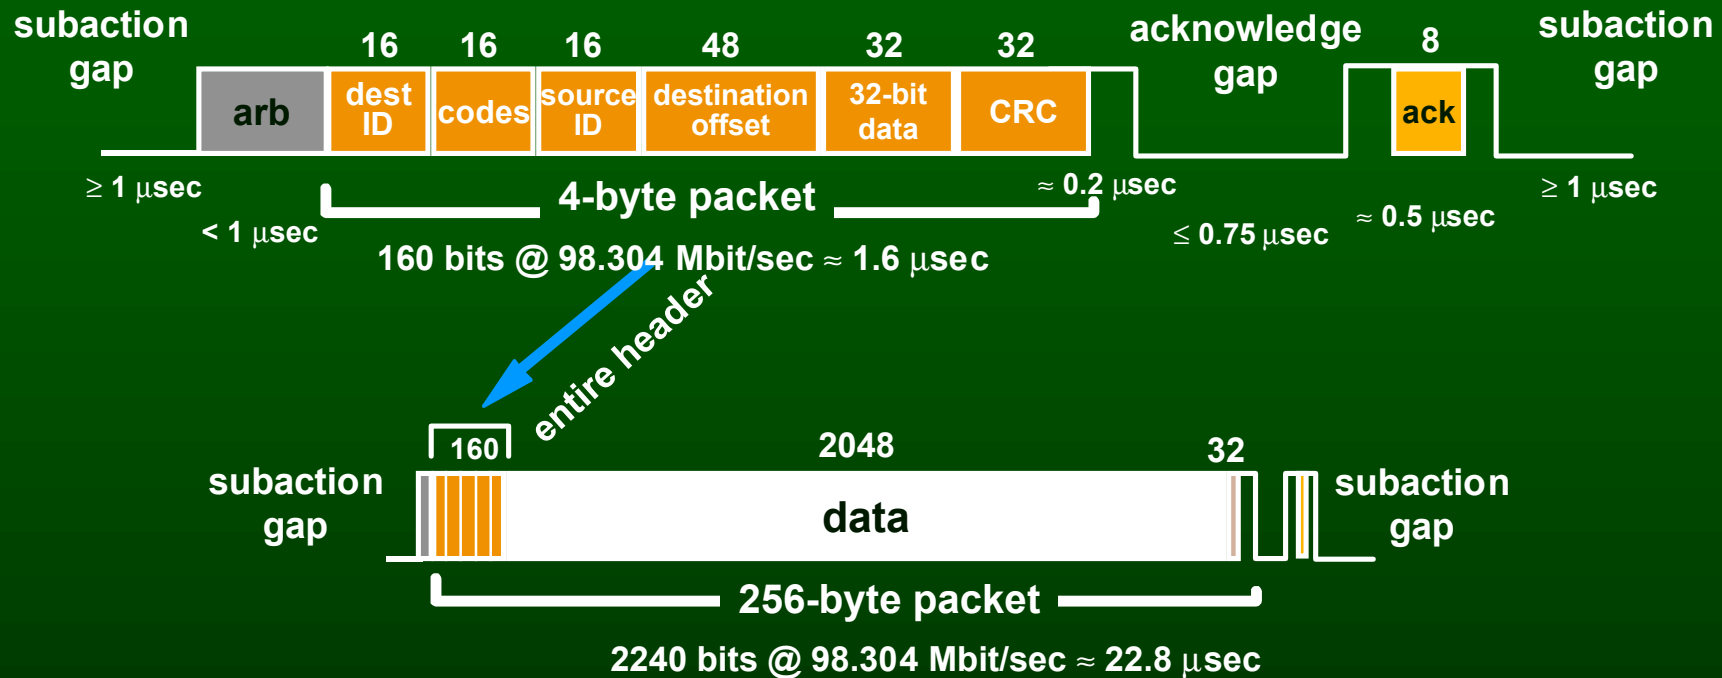 subaction
gap
16
16
16
48
32
32
acknowledge
gap
8
subaction
gap
arb
dest
ID
codes
source
ID
destination
offset
32-bit
data
CRC
ack
≥ 1 μsec
< 1 μsec
4-byte packet
≈ 0.2 μsec
≤ 0.75 μsec
≈ 0.5 μsec
≥ 1 μsec
160 bits @ 98.304 Mbit/sec ≈ 1.6 μsec
entire header
160
2048
32
subaction
gap
data
subaction
gap
256-byte packet
2240 bits @ 98.304 Mbit/sec ≈ 22.8 μsec